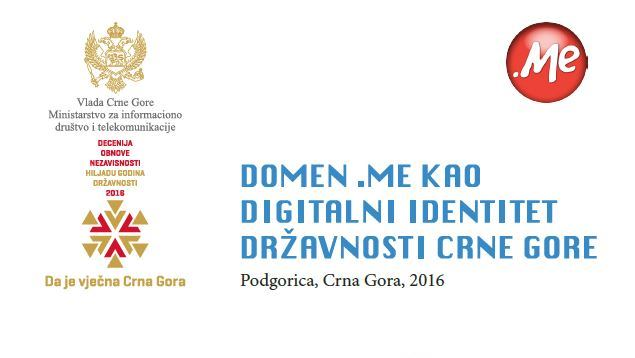 Vlada Crne Gore
Ministarstvo za informaciono
društvo i telekomunikacije
DECENIJA
OBNOVE
NEZAVISNOSTI
HILJADU GODINA
DRŽAVNOSTI
2016
Da je vječna Crna Gora
.Me
DOMEN .ME KAO
DIGITALNI IDENTITET
DRŽAVNOSTI CRNE GORE
Podgorica, Crna Gora, 2016